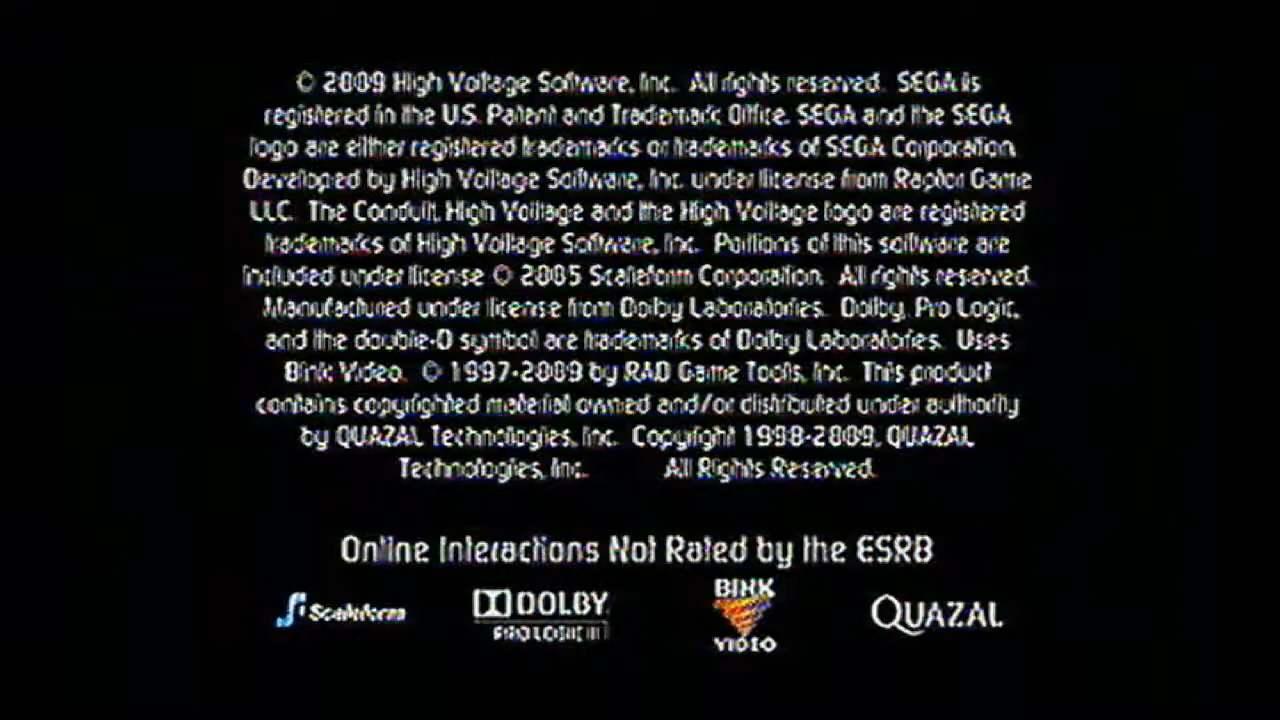 © 2009 High Voltage Software, Inc. All rights reserved. SEGA is
registered in the U.S. Patent and Trademark Office. SEGA and the SEGA
logo are either registered trademarks or trademarks of SEGA Corporation.
Developed by High Voltage Software, Inc. under license from Raptor Game
LLC. The Conduit, High Voltage and the High Voltage logo are registered
trademarks of High Voltage Software, Inc. Portions of this software are
included under license © 2005 Scaleform Corporation. All rights reserved.
Manufactured under license from Dolby Laboratories. Dolby, Pro Logic,
and the double-D symbol are trademarks of Dolby Laboratories. Uses
Bink Video. © 1997-2009 by RAD Game Tools, Inc. This product
contains copyrighted material owned and/or distributed under authority
by QUAZAL Technologies, Inc. Copyright 1998-2009, QUAZAL
Technologies, Inc. All Rights Reserved.
Online Interactions Not Rated by the ESRB
Scaleform
DOLBY
PRO LOGIC II
BINK
VIDEO
QUAZAL